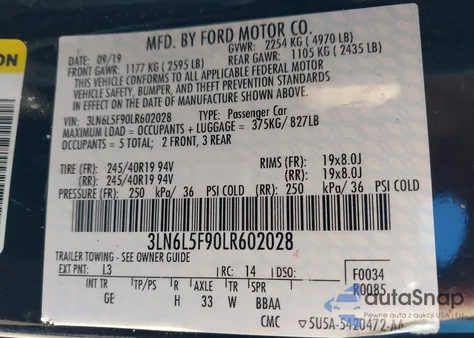 MFD. BY FORD MOTOR CO.
DATE: 09/19 GVWR: 2254 KG ( 4970 LB)
FRONT GAWR: 1177 KG ( 2595 LB) REAR GAWR: 1105 KG ( 2435 LB)
THIS VEHICLE CONFORMS TO ALL APPLICABLE FEDERAL MOTOR
VEHICLE SAFETY, BUMPER, AND THEFT PREVENTION STANDARDS
IN EFFECT ON THE DATE OF MANUFACTURE SHOWN ABOVE.
VIN: 3LN6L5F90LR602028 TYPE: Passenger Car
MAXIMUM LOAD = OCCUPANTS + LUGGAGE = 375KG/ 827LB
OCCUPANTS = 5 TOTAL: 2 FRONT, 3 REAR
TIRE (FR): 245/40R19 94V RIMS (FR): 19x8.0J
TIRE (RR): 245/40R19 94V RIMS (RR): 19x8.0J
PRESSURE (FR): 250 kPa/ 36 PSI COLD (RR): 250 kPa/ 36 PSI COLD
3LN6L5F90LR602028
TRAILER TOWING - SEE OWNER GUIDE
EXT PNT: L3 RC: 14 DSO: F0034
R0085
INT TR TP/PS R AXLE TR SPR
GE H 33 W BBAA
CMC ▽5U5A-5420472-AA
autoSnap
Pewne auta z aukcji USA i EU